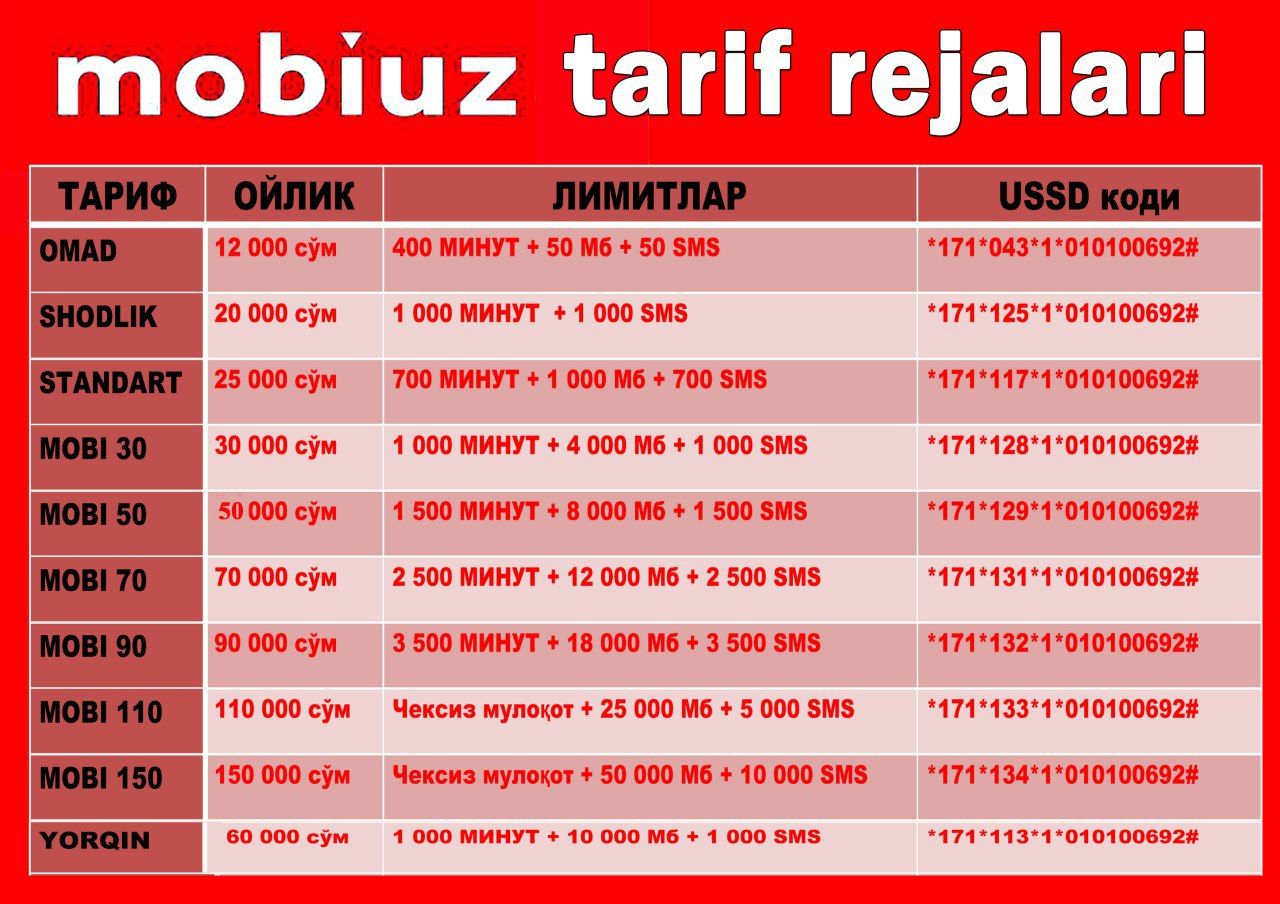 mobiuz tarif rejalari
ТАРИФ ОЙЛИК ЛИМИТЛАР USSD коди
OMAD 12 000 сўм 400 МИНУТ + 50 Мб + 50 SMS *171*043*1*010100692#
SHODLIK 20 000 сўм 1 000 МИНУТ + 1 000 SMS *171*125*1*010100692#
STANDART 25 000 сўм 700 МИНУТ + 1 000 Мб + 700 SMS *171*117*1*010100692#
MOBI 30 30 000 сўм 1 000 МИНУТ + 4 000 Мб + 1 000 SMS *171*128*1*010100692#
MOBI 50 50 000 сўм 1 500 МИНУТ + 8 000 Мб + 1 500 SMS *171*129*1*010100692#
MOBI 70 70 000 сўм 2 500 МИНУТ + 12 000 Мб + 2 500 SMS *171*131*1*010100692#
MOBI 90 90 000 сўм 3 500 МИНУТ + 18 000 Мб + 3 500 SMS *171*132*1*010100692#
MOBI 110 110 000 сўм Чексиз мулоқот + 25 000 Мб + 5 000 SMS *171*133*1*010100692#
MOBI 150 150 000 сўм Чексиз мулоқот + 50 000 Мб + 10 000 SMS *171*134*1*010100692#
YORQIN 60 000 сўм 1 000 МИНУТ + 10 000 Мб + 1 000 SMS *171*113*1*010100692#